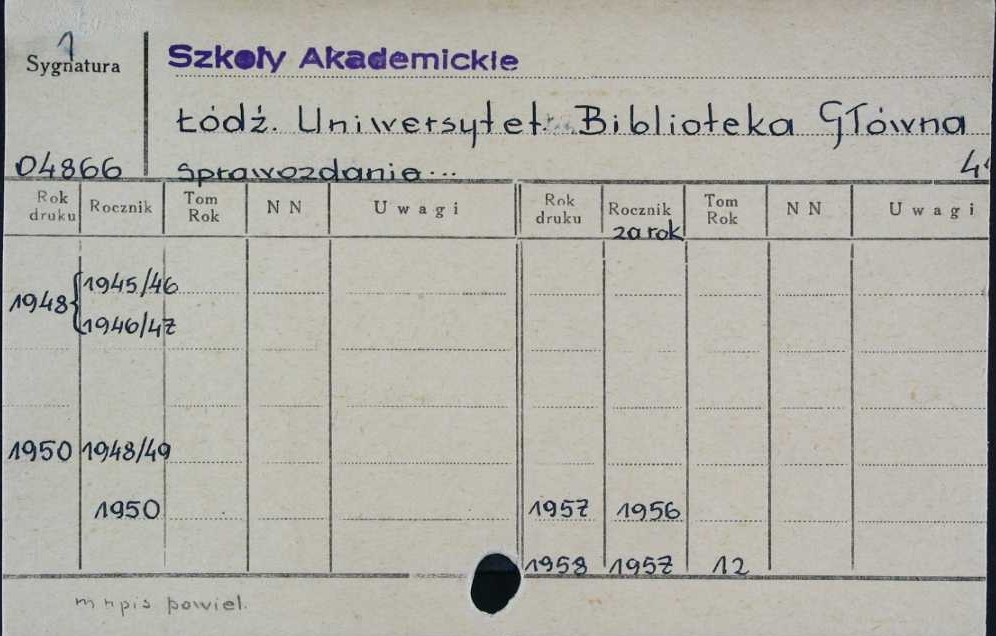 1
Sygnatura
Szkoły Akademickie
Łódź. Uniwersytet. Biblioteka Główna
04866 sprawozdanie...
Rok druku Rocznik Tom Rok NN Uwagi Rok druku Rocznik za rok Tom Rok NN Uwagi
1948 { 1945/46
1946/47
1950 1948/49
1950 1957 1956
1958 1957 12
mnpis powiel.